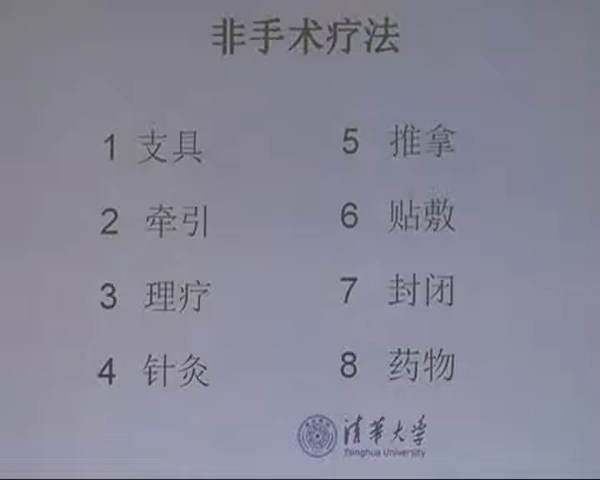 非手术疗法
1 支具
2 牵引
3 理疗
4 针灸
5 推拿
6 贴敷
7 封闭
8 药物
清华大学
Tsinghua University